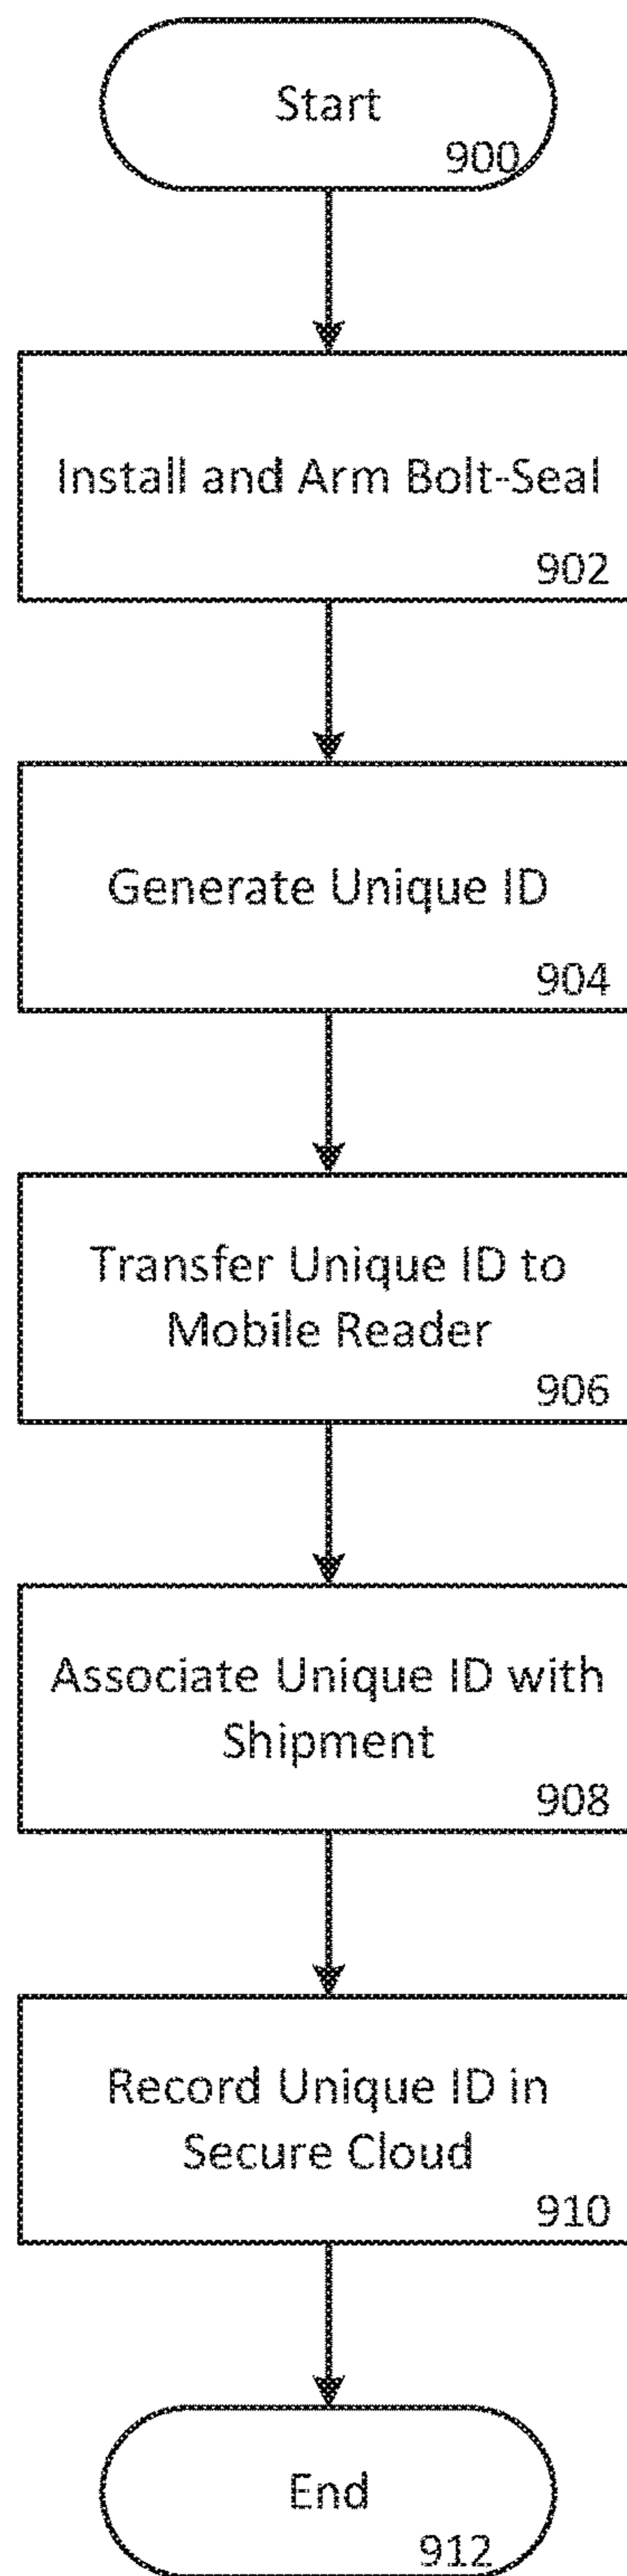 Start
900
Install and Arm Bolt-Seal
902
Generate Unique ID
904
Transfer Unique ID to
Mobile Reader
906
Associate Unique ID with
Shipment
908
Record Unique ID in
Secure Cloud
910
End
912